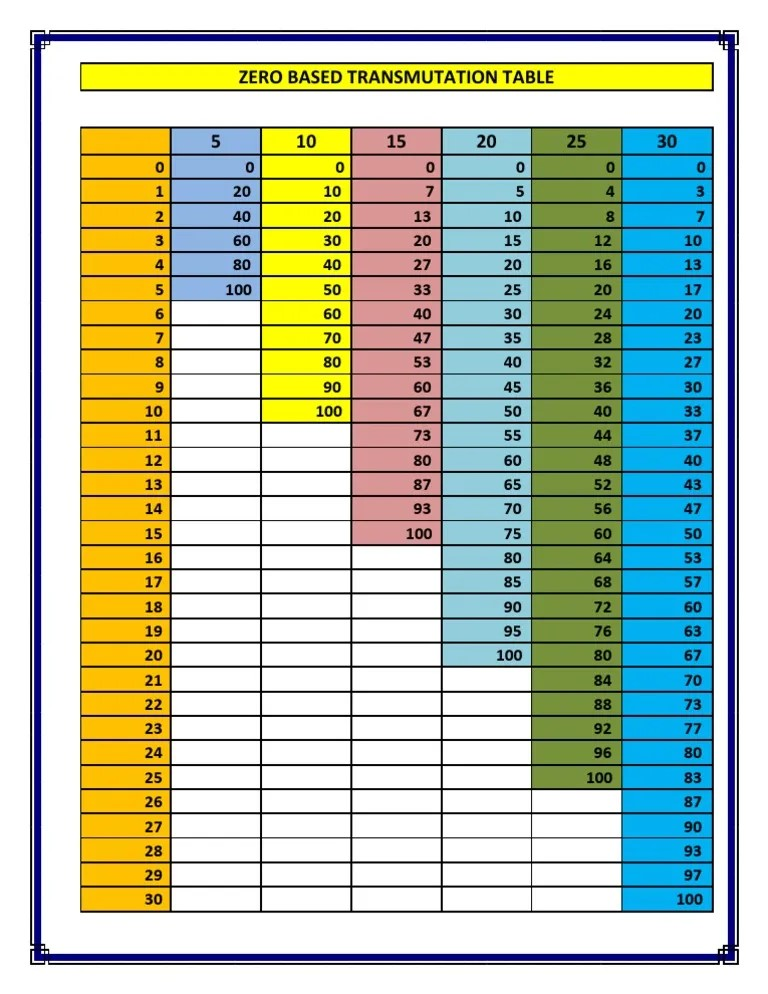 ZERO BASED TRANSMUTATION TABLE
5 10 15 20 25 30
0 0 0 0 0 0 0
1 20 10 7 5 4 3
2 40 20 13 10 8 7
3 60 30 20 15 12 10
4 80 40 27 20 16 13
5 100 50 33 25 20 17
6 60 40 30 24 20
7 70 47 35 28 23
8 80 53 40 32 27
9 90 60 45 36 30
10 100 67 50 40 33
11 73 55 44 37
12 80 60 48 40
13 87 65 52 43
14 93 70 56 47
15 100 75 60 50
16 80 64 53
17 85 68 57
18 90 72 60
19 95 76 63
20 100 80 67
21 84 70
22 88 73
23 92 77
24 96 80
25 100 83
26 87
27 90
28 93
29 97
30 100